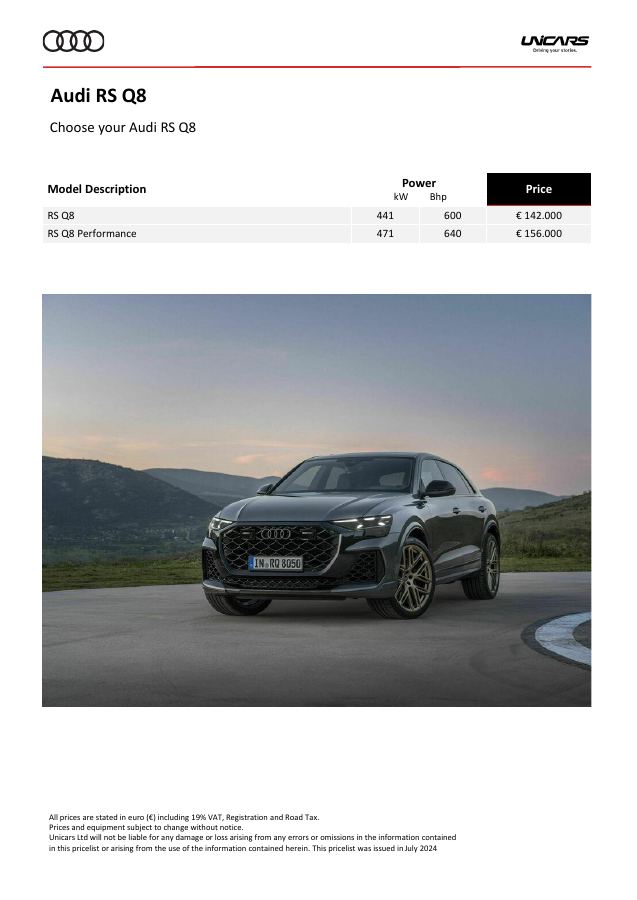 UNICARS
Driving your stories.
Audi RS Q8
Choose your Audi RS Q8
Model Description Power Price
kW Bhp
RS Q8 441 600 € 142.000
RS Q8 Performance 471 640 € 156.000
IN RQ 8050
All prices are stated in euro (€) including 19% VAT, Registration and Road Tax.
Prices and equipment subject to change without notice.
Unicars Ltd will not be liable for any damage or loss arising from any errors or omissions in the information contained
in this pricelist or arising from the use of the information contained herein. This pricelist was issued in July 2024